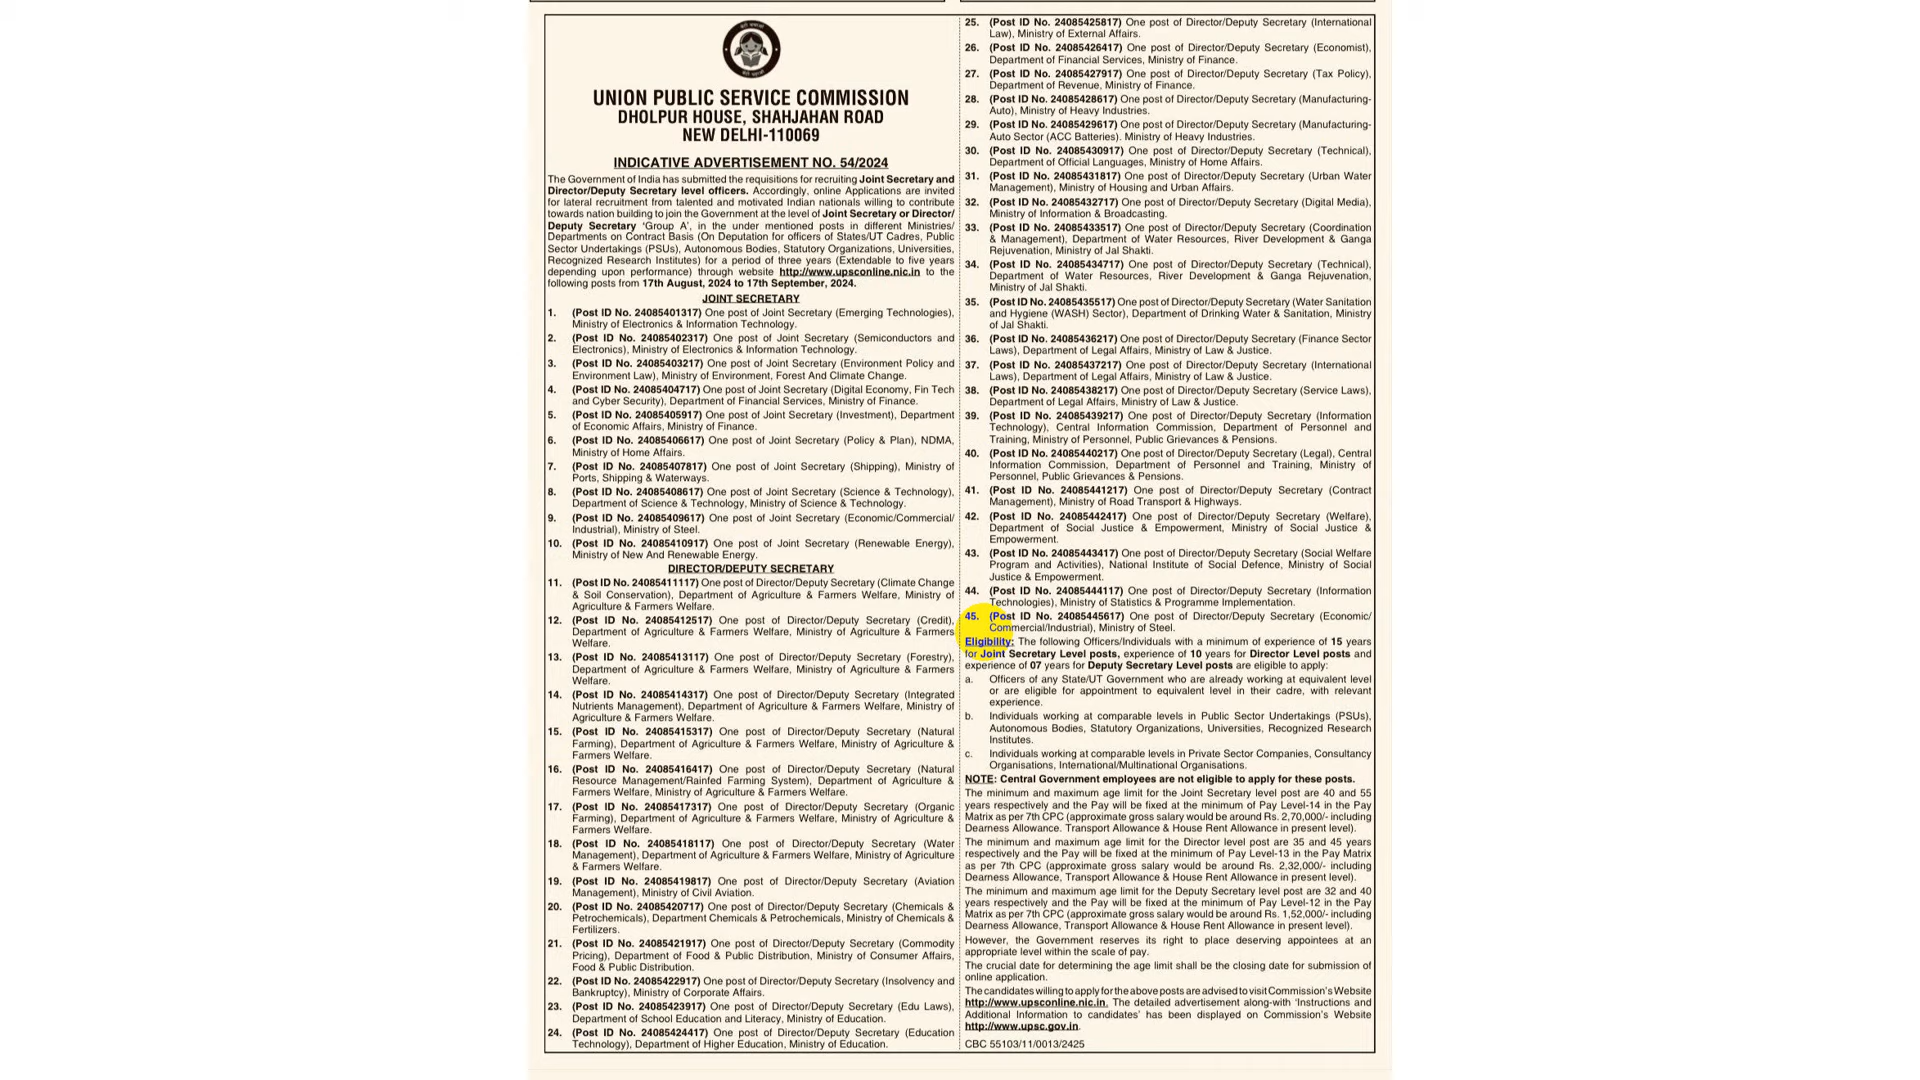 UNION PUBLIC SERVICE COMMISSION
DHOLPUR HOUSE, SHAHJAHAN ROAD
NEW DELHI-110069
INDICATIVE ADVERTISEMENT NO. 54/2024
The Government of India has submitted the requisitions for recruiting Joint Secretary and
Director/Deputy Secretary level officers. Accordingly, online Applications are invited
for lateral recruitment from talented and motivated Indian nationals willing to contribute
towards nation building to join the Government at the level of Joint Secretary or Director/
Deputy Secretary 'Group A', in the under mentioned posts in different Ministries/
Departments on Contract Basis (On Deputation for officers of States/UT Cadres, Public
Sector Undertakings (PSUs), Autonomous Bodies, Statutory Organizations, Universities,
Recognized Research Institutes) for a period of three years (Extendable to five years
depending upon performance) through website http://www.upsconline.nic.in to the
following posts from 17th August, 2024 to 17th September, 2024.
JOINT SECRETARY
1. (Post ID No. 24085401317) One post of Joint Secretary (Emerging Technologies),
Ministry of Electronics & Information Technology.
2. (Post ID No. 24085402317) One post of Joint Secretary (Semiconductors and
Electronics), Ministry of Electronics & Information Technology.
3. (Post ID No. 24085403217) One post of Joint Secretary (Environment Policy and
Environment Law), Ministry of Environment, Forest And Climate Change.
4. (Post ID No. 24085404717) One post of Joint Secretary (Digital Economy, Fin Tech
and Cyber Security), Department of Financial Services, Ministry of Finance.
5. (Post ID No. 24085405917) One post of Joint Secretary (Investment), Department
of Economic Affairs, Ministry of Finance.
6. (Post ID No. 24085406617) One post of Joint Secretary (Policy & Plan), NDMA,
Ministry of Home Affairs.
7. (Post ID No. 24085407817) One post of Joint Secretary (Shipping), Ministry of
Ports, Shipping & Waterways.
8. (Post ID No. 24085408617) One post of Joint Secretary (Science & Technology),
Department of Science & Technology, Ministry of Science & Technology.
9. (Post ID No. 24085409617) One post of Joint Secretary (Economic/Commercial/
Industrial), Ministry of Steel.
10. (Post ID No. 24085410917) One post of Joint Secretary (Renewable Energy),
Ministry of New And Renewable Energy.
DIRECTOR/DEPUTY SECRETARY
11. (Post ID No. 24085411117) One post of Director/Deputy Secretary (Climate Change
& Soil Conservation), Department of Agriculture & Farmers Welfare, Ministry of
Agriculture & Farmers Welfare.
12. (Post ID No. 24085412517) One post of Director/Deputy Secretary (Credit),
Department of Agriculture & Farmers Welfare, Ministry of Agriculture & Farmers
Welfare.
13. (Post ID No. 24085413117) One post of Director/Deputy Secretary (Forestry),
Department of Agriculture & Farmers Welfare, Ministry of Agriculture & Farmers
Welfare.
14. (Post ID No. 24085414317) One post of Director/Deputy Secretary (Integrated
Nutrients Management), Department of Agriculture & Farmers Welfare, Ministry of
Agriculture & Farmers Welfare.
15. (Post ID No. 24085415317) One post of Director/Deputy Secretary (Natural
Farming), Department of Agriculture & Farmers Welfare, Ministry of Agriculture &
Farmers Welfare.
16. (Post ID No. 24085416417) One post of Director/Deputy Secretary (Natural
Resource Management/Rainfed Farming System), Department of Agriculture &
Farmers Welfare, Ministry of Agriculture & Farmers Welfare.
17. (Post ID No. 24085417317) One post of Director/Deputy Secretary (Organic
Farming), Department of Agriculture & Farmers Welfare, Ministry of Agriculture &
Farmers Welfare.
18. (Post ID No. 24085418117) One post of Director/Deputy Secretary (Water
Management), Department of Agriculture & Farmers Welfare, Ministry of Agriculture
& Farmers Welfare.
19. (Post ID No. 24085419817) One post of Director/Deputy Secretary (Aviation
Management), Ministry of Civil Aviation.
20. (Post ID No. 24085420717) One post of Director/Deputy Secretary (Chemicals &
Petrochemicals), Department Chemicals & Petrochemicals, Ministry of Chemicals &
Fertilizers.
21. (Post ID No. 24085421917) One post of Director/Deputy Secretary (Commodity
Pricing), Department of Food & Public Distribution, Ministry of Consumer Affairs,
Food & Public Distribution.
22. (Post ID No. 24085422917) One post of Director/Deputy Secretary (Insolvency and
Bankruptcy), Ministry of Corporate Affairs.
23. (Post ID No. 24085423917) One post of Director/Deputy Secretary (Edu Laws),
Department of School Education and Literacy, Ministry of Education.
24. (Post ID No. 24085424417) One post of Director/Deputy Secretary (Education
Technology), Department of Higher Education, Ministry of Education.
25. (Post ID No. 24085425817) One post of Director/Deputy Secretary (International
Law), Ministry of External Affairs.
26. (Post ID No. 24085426417) One post of Director/Deputy Secretary (Economist),
Department of Financial Services, Ministry of Finance.
27. (Post ID No. 24085427917) One post of Director/Deputy Secretary (Tax Policy),
Department of Revenue, Ministry of Finance.
28. (Post ID No. 24085428617) One post of Director/Deputy Secretary (Manufacturing-
Auto), Ministry of Heavy Industries.
29. (Post ID No. 24085429617) One post of Director/Deputy Secretary (Manufacturing-
Auto Sector (ACC Batteries). Ministry of Heavy Industries.
30. (Post ID No. 24085430917) One post of Director/Deputy Secretary (Technical),
Department of Official Languages, Ministry of Home Affairs.
31. (Post ID No. 24085431817) One post of Director/Deputy Secretary (Urban Water
Management), Ministry of Housing and Urban Affairs.
32. (Post ID No. 24085432717) One post of Director/Deputy Secretary (Digital Media),
Ministry of Information & Broadcasting.
33. (Post ID No. 24085433517) One post of Director/Deputy Secretary (Coordination
& Management), Department of Water Resources, River Development & Ganga
Rejuvenation, Ministry of Jal Shakti.
34. (Post ID No. 24085434717) One post of Director/Deputy Secretary (Technical),
Department of Water Resources, River Development & Ganga Rejuvenation,
Ministry of Jal Shakti.
35. (Post ID No. 24085435517) One post of Director/Deputy Secretary (Water Sanitation
and Hygiene (WASH) Sector), Department of Drinking Water & Sanitation, Ministry
of Jal Shakti.
36. (Post ID No. 24085436217) One post of Director/Deputy Secretary (Finance Sector
Laws), Department of Legal Affairs, Ministry of Law & Justice.
37. (Post ID No. 24085437217) One post of Director/Deputy Secretary (International
Laws), Department of Legal Affairs, Ministry of Law & Justice.
38. (Post ID No. 24085438217) One post of Director/Deputy Secretary (Service Laws),
Department of Legal Affairs, Ministry of Law & Justice.
39. (Post ID No. 24085439217) One post of Director/Deputy Secretary (Information
Technology), Central Information Commission, Department of Personnel and
Training, Ministry of Personnel, Public Grievances & Pensions.
40. (Post ID No. 24085440217) One post of Director/Deputy Secretary (Legal), Central
Information Commission, Department of Personnel and Training, Ministry of
Personnel, Public Grievances & Pensions.
41. (Post ID No. 24085441217) One post of Director/Deputy Secretary (Contract
Management), Ministry of Road Transport & Highways.
42. (Post ID No. 24085442417) One post of Director/Deputy Secretary (Welfare),
Department of Social Justice & Empowerment, Ministry of Social Justice &
Empowerment.
43. (Post ID No. 24085443417) One post of Director/Deputy Secretary (Social Welfare
Program and Activities), National Institute of Social Defence, Ministry of Social
Justice & Empowerment.
44. (Post ID No. 24085444117) One post of Director/Deputy Secretary (Information
Technologies), Ministry of Statistics & Programme Implementation.
45. (Post ID No. 24085445617) One post of Director/Deputy Secretary (Economic/
Commercial/Industrial), Ministry of Steel.
Eligibility: The following Officers/Individuals with a minimum of experience of 15 years
for Joint Secretary Level posts, experience of 10 years for Director Level posts and
experience of 07 years for Deputy Secretary Level posts are eligible to apply:
a. Officers of any State/UT Government who are already working at equivalent level
or are eligible for appointment to equivalent level in their cadre, with relevant
experience.
b. Individuals working at comparable levels in Public Sector Undertakings (PSUs),
Autonomous Bodies, Statutory Organizations, Universities, Recognized Research
Institutes.
c. Individuals working at comparable levels in Private Sector Companies, Consultancy
Organisations, International/Multinational Organisations.
NOTE: Central Government employees are not eligible to apply for these posts.
The minimum and maximum age limit for the Joint Secretary level post are 40 and 55
years respectively and the Pay will be fixed at the minimum of Pay Level-14 in the Pay
Matrix as per 7th CPC (approximate gross salary would be around Rs. 2,70,000/- including
Dearness Allowance. Transport Allowance & House Rent Allowance in present level).
The minimum and maximum age limit for the Director level post are 35 and 45 years
respectively and the Pay will be fixed at the minimum of Pay Level-13 in the Pay Matrix
as per 7th CPC (approximate gross salary would be around Rs. 2,32,000/- including
Dearness Allowance, Transport Allowance & House Rent Allowance in present level).
The minimum and maximum age limit for the Deputy Secretary level post are 32 and 40
years respectively and the Pay will be fixed at the minimum of Pay Level-12 in the Pay
Matrix as per 7th CPC (approximate gross salary would be around Rs. 1,52,000/- including
Dearness Allowance, Transport Allowance & House Rent Allowance in present level).
However, the Government reserves its right to place deserving appointees at an
appropriate level within the scale of pay.
The crucial date for determining the age limit shall be the closing date for submission of
online application.
The candidates willing to apply for the above posts are advised to visit Commission's Website
http://www.upsconline.nic.in. The detailed advertisement along-with 'Instructions and
Additional Information to candidates' has been displayed on Commission's Website
http://www.upsc.gov.in.
CBC 55103/11/0013/2425